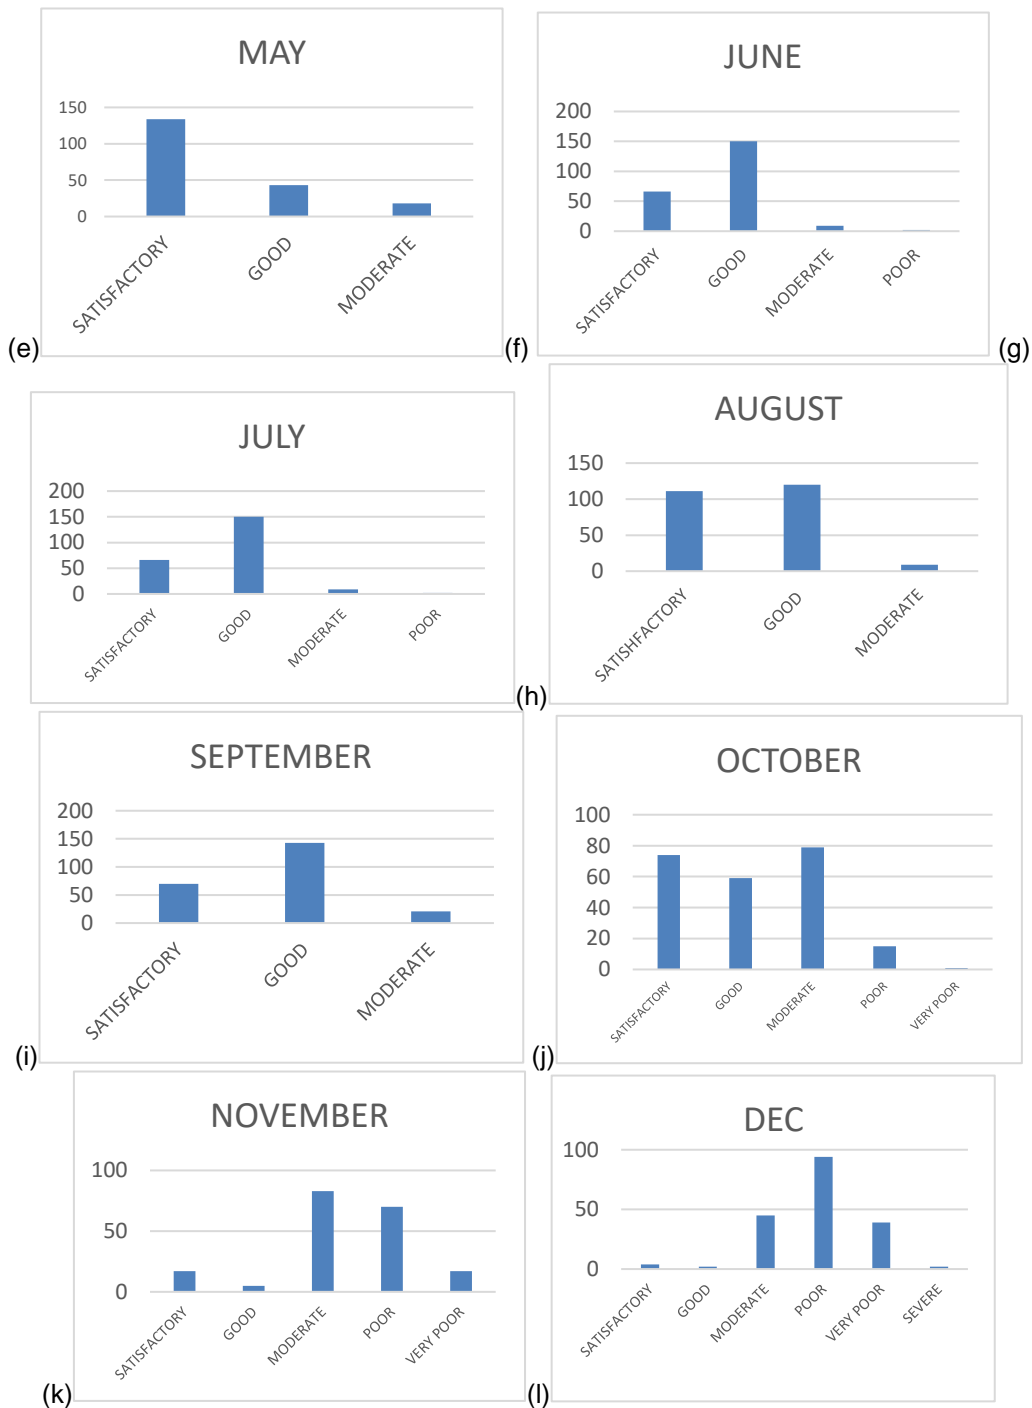 MAY
150
100
50
0
SATISFACTORY
GOOD
MODERATE
(e)
JUNE
200
150
100
50
0
SATISFACTORY
GOOD
MODERATE
POOR
(f)
(g)
JULY
200
150
100
50
0
SATISFACTORY
GOOD
MODERATE
POOR
AUGUST
150
100
50
0
SATISHFACTORY
GOOD
MODERATE
(h)
SEPTEMBER
200
150
100
50
0
SATISFACTORY
GOOD
MODERATE
(i)
OCTOBER
100
80
60
40
20
0
SATISFACTORY
GOOD
MODERATE
POOR
VERY POOR
(j)
NOVEMBER
100
50
0
SATISFACTORY
GOOD
MODERATE
POOR
VERY POOR
(k)
DEC
100
50
0
SATISFACTORY
GOOD
MODERATE
POOR
VERY POOR
SEVERE
(l)